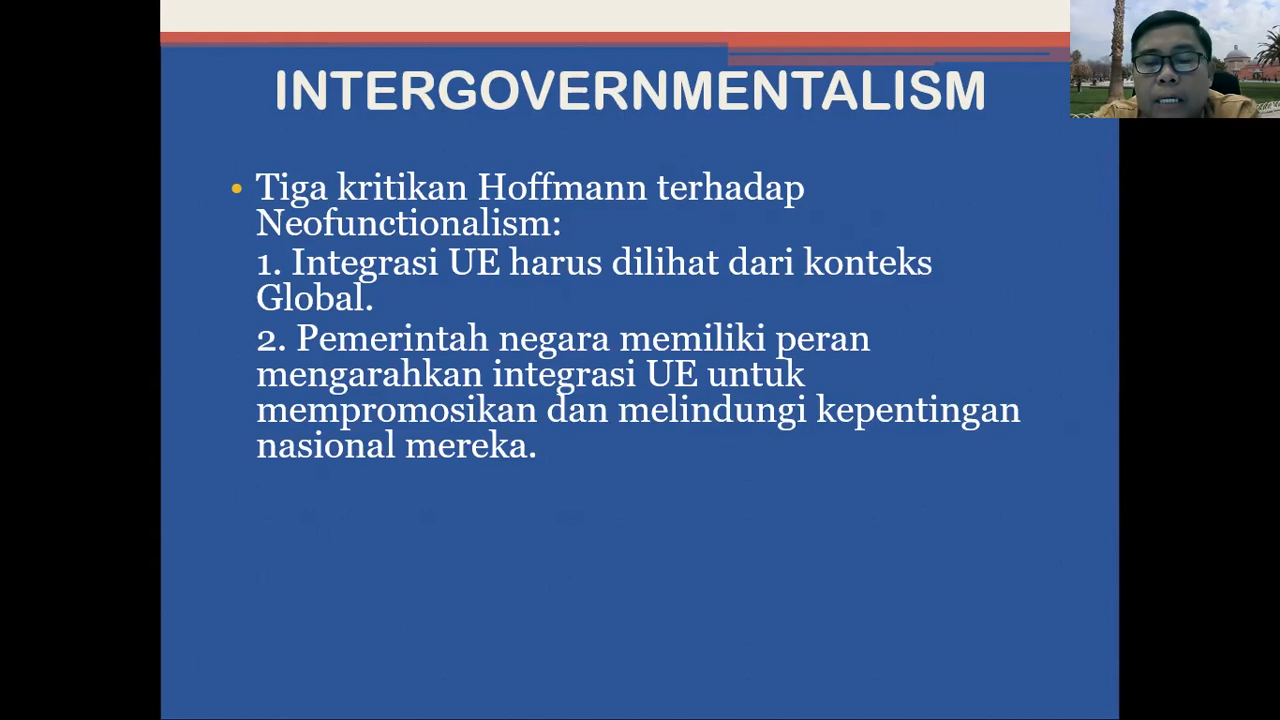 INTERGOVERNMENTALISM
• Tiga kritikan Hoffmann terhadap
Neofunctionalism:
1. Integrasi UE harus dilihat dari konteks
Global.
2. Pemerintah negara memiliki peran
mengarahkan integrasi UE untuk
mempromosikan dan melindungi kepentingan
nasional mereka.